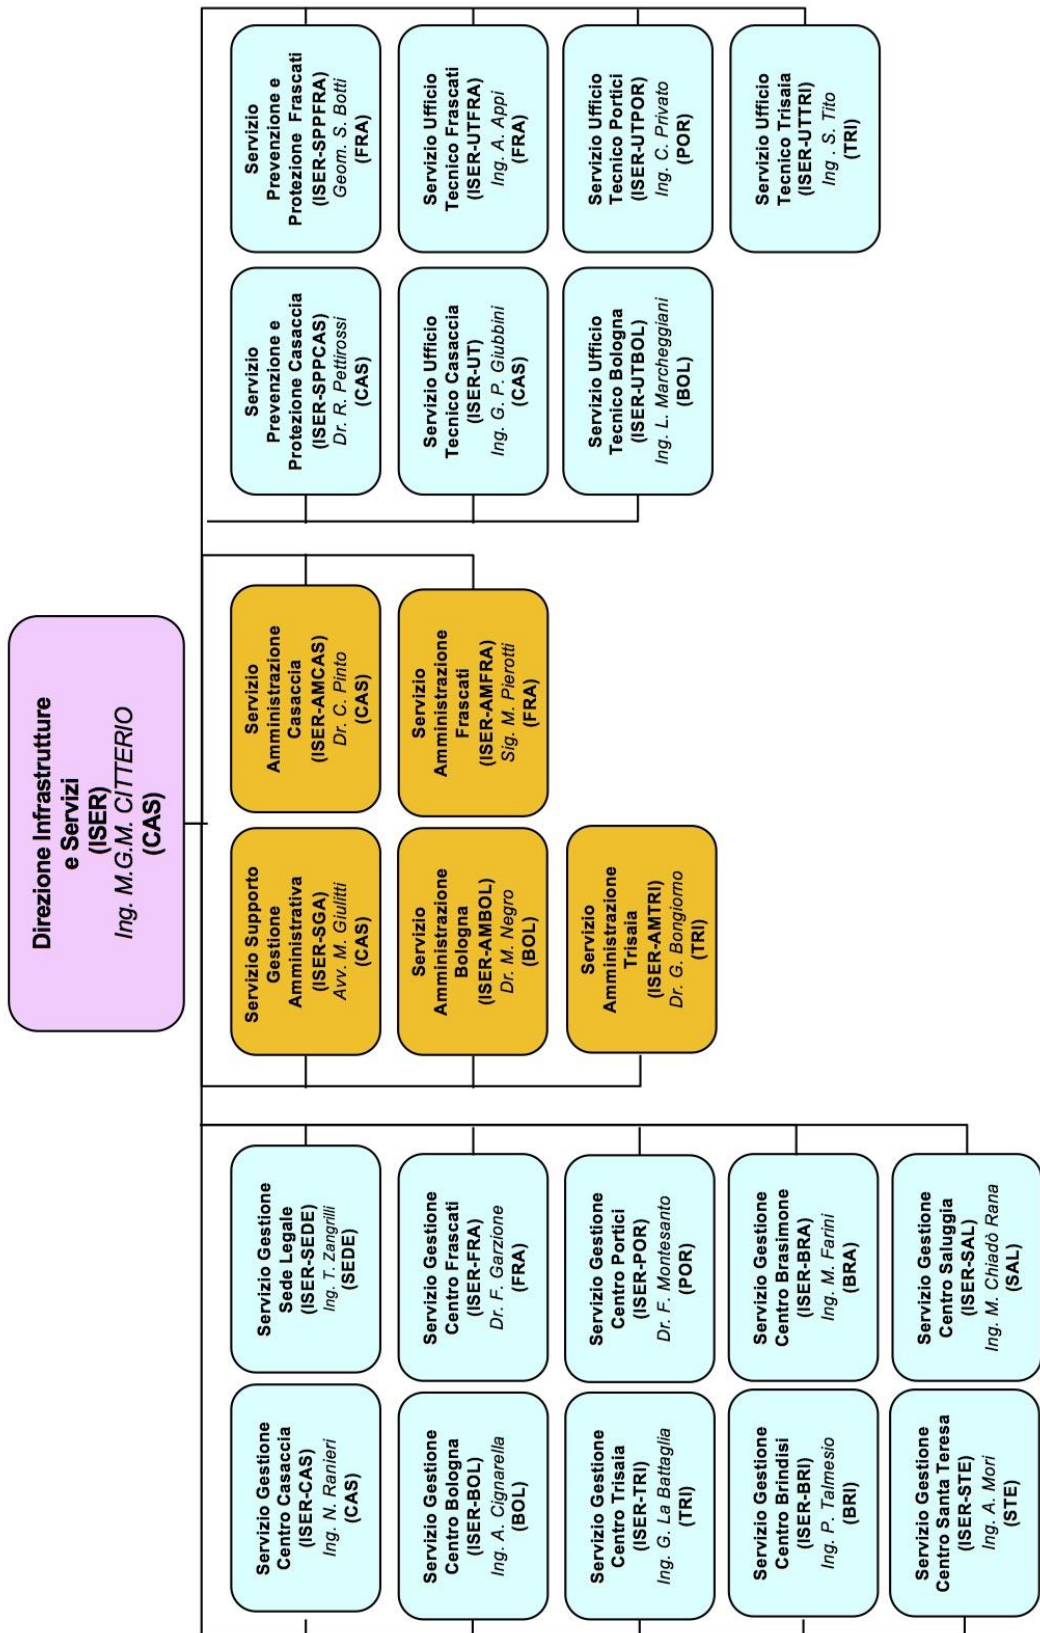 Direzione Infrastrutture
e Servizi
(ISER)
Ing. M.G.M. CITTERIO
(CAS)
Servizio Gestione
Centro Casaccia
(ISER-CAS)
Ing. N. Ranieri
(CAS)
Servizio Gestione
Sede Legale
(ISER-SEDE)
Ing. T. Zangrilli
(SEDE)
Servizio Supporto
Gestione
Amministrativa
(ISER-SGA)
Avv. M. Giulitti
(CAS)
Servizio
Amministrazione
Casaccia
(ISER-AMCAS)
Dr. C. Pinto
(CAS)
Servizio
Prevenzione e
Protezione Casaccia
(ISER-SPPCAS)
Dr. R. Pettirossi
(CAS)
Servizio
Prevenzione e
Protezione Frascati
(ISER-SPPFRA)
Geom. S. Botti
(FRA)
Servizio Gestione
Centro Bologna
(ISER-BOL)
Ing. A. Cignarella
(BOL)
Servizio Gestione
Centro Frascati
(ISER-FRA)
Dr. F. Garzione
(FRA)
Servizio
Amministrazione
Bologna
(ISER-AMBOL)
Dr. M. Negro
(BOL)
Servizio
Amministrazione
Frascati
(ISER-AMFRA)
Sig. M. Pierotti
(FRA)
Servizio Ufficio
Tecnico Casaccia
(ISER-UT)
Ing. G. P. Giubbini
(CAS)
Servizio Ufficio
Tecnico Frascati
(ISER-UTFRA)
Ing. A. Appi
(FRA)
Servizio Gestione
Centro Trisaia
(ISER-TRI)
Ing. G. La Battaglia
(TRI)
Servizio Gestione
Centro Portici
(ISER-POR)
Dr. F. Montesanto
(POR)
Servizio
Amministrazione
Trisaia
(ISER-AMTRI)
Dr. G. Bongiorno
(TRI)
Servizio Ufficio
Tecnico Bologna
(ISER-UTBOL)
Ing. L. Marcheggiani
(BOL)
Servizio Ufficio
Tecnico Portici
(ISER-UTPOR)
Ing. C. Privato
(POR)
Servizio Gestione
Centro Brindisi
(ISER-BRI)
Ing. P. Talmesio
(BRI)
Servizio Gestione
Centro Brasimone
(ISER-BRA)
Ing. M. Farini
(BRA)
Servizio Ufficio
Tecnico Trisaia
(ISER-UTTRI)
Ing . S. Tito
(TRI)
Servizio Gestione
Centro Santa Teresa
(ISER-STE)
Ing. A. Mori
(STE)
Servizio Gestione
Centro Saluggia
(ISER-SAL)
Ing. M. Chiadò Rana
(SAL)